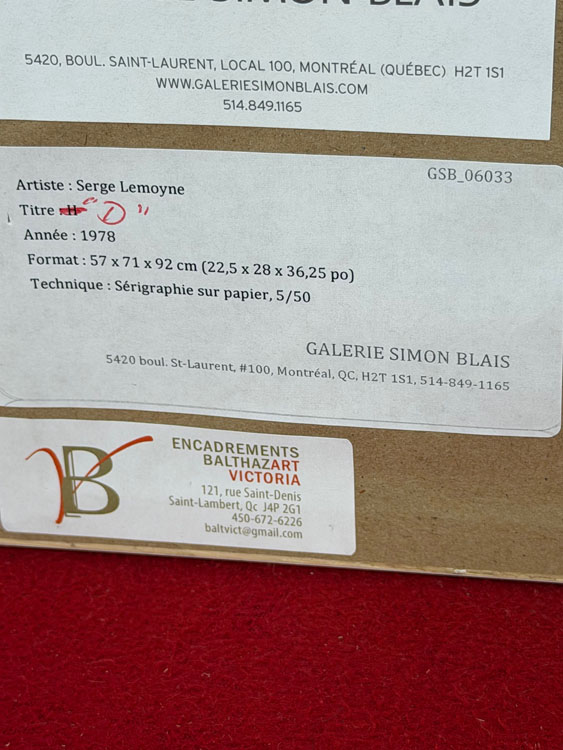 SIMON BLAIS
5420, BOUL. SAINT-LAURENT, LOCAL 100, MONTRÉAL (QUÉBEC) H2T 1S1
WWW.GALERIESIMONBLAIS.COM
514.849.1165
GSB_06033
Artiste : Serge Lemoyne
Titre H "D"
Année : 1978
Format : 57 x 71 x 92 cm (22,5 x 28 x 36,25 po)
Technique : Sérigraphie sur papier, 5/50
GALERIE SIMON BLAIS
5420 boul. St-Laurent, #100, Montréal, QC, H2T 1S1, 514-849-1165
B
ENCADREMENTS
BALTHAZART
VICTORIA
121, rue Saint-Denis
Saint-Lambert, Qc J4P 2G1
450-672-6226
baltvict@gmail.com